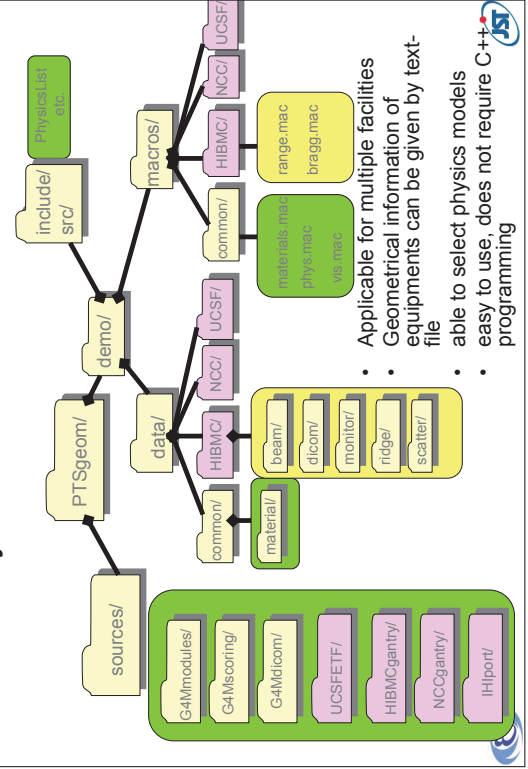 PTSgeom/
sources/
demo/
include/
src/
PhysicsList
etc.
G4Mmodules/
G4Mscoring/
G4Mdicom/
UCSFETF/
HIBMCgantry/
NCCgantry/
IHIport/
data/
common/
HIBMC/
NCC/
UCSF/
material/
beam/
dicom/
monitor/
ridge/
scatter/
macros/
common/
HIBMC/
NCC/
UCSF/
materials.mac
phys.mac
vis.mac
range.mac
bragg.mac
• Applicable for multiple facilities
• Geometrical information of
equipments can be given by text-
file
• able to select physics models
• easy to use, does not require C++
programming
JST